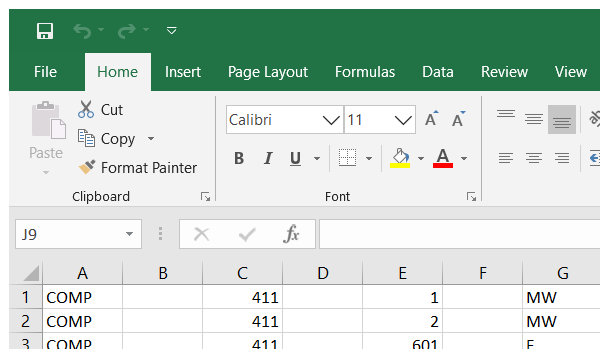 File Home Insert Page Layout Formulas Data Review View
Cut
Copy
Paste
Format Painter
Clipboard
Calibri 11 A A
B I U A
Font
J9 fx
A B C D E F G
1 COMP 411 1 MW
2 COMP 411 2 MW
3 COMP 411 601 F